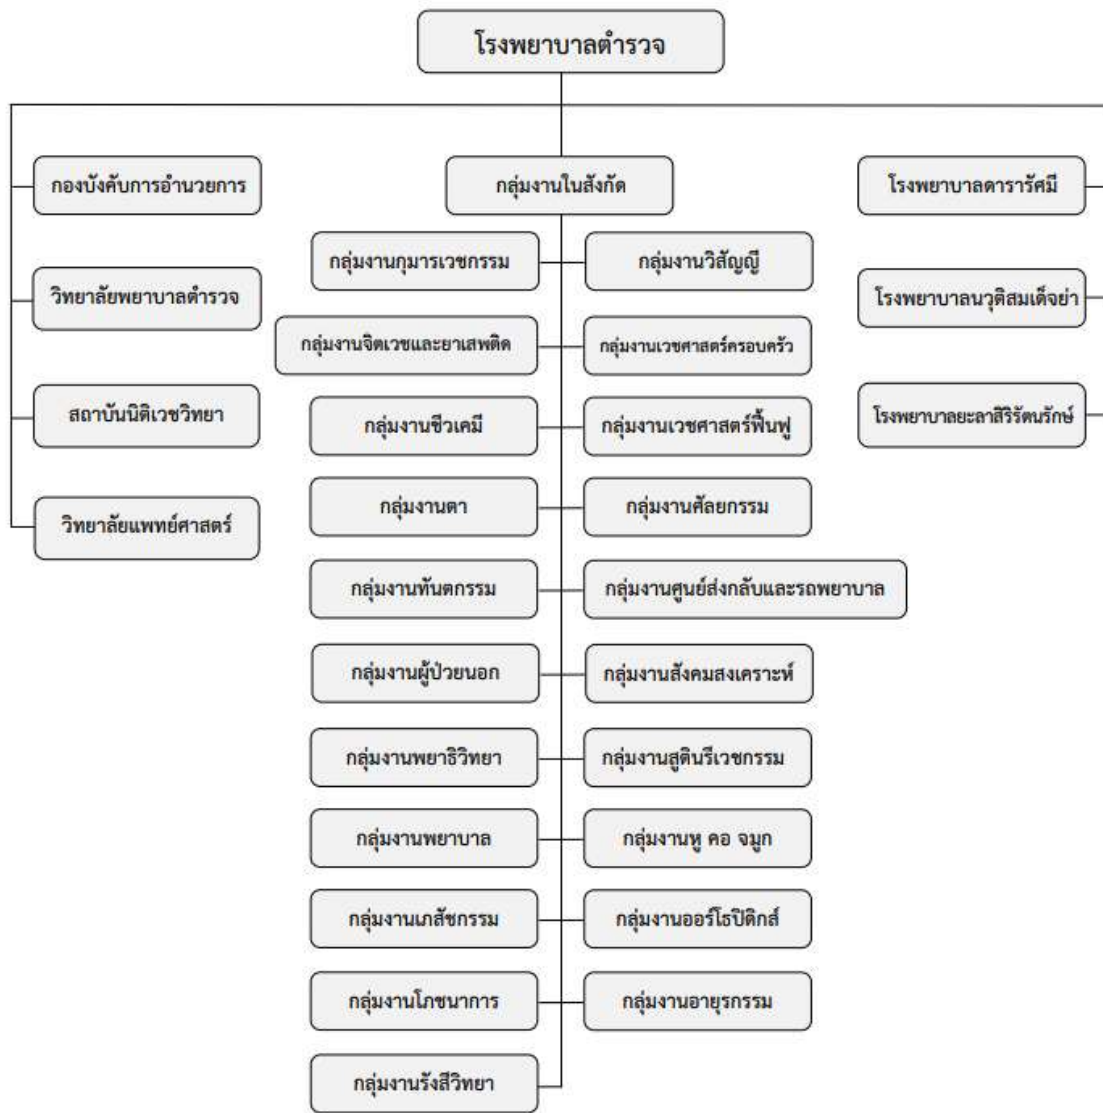 โรงพยาบาลตำรวจ
กองบังคับการอำนวยการ
กลุ่มงานในสังกัด
โรงพยาบาลดารารัศมี
กลุ่มงานกุมารเวชกรรม
กลุ่มงานวิสัญญี
วิทยาลัยพยาบาลตำรวจ
โรงพยาบาลนวุติสมเด็จย่า
กลุ่มงานจิตเวชและยาเสพติด
กลุ่มงานเวชศาสตร์ครอบครัว
สถาบันนิติเวชวิทยา
โรงพยาบาลยะลาสิริรัตนรักษ์
กลุ่มงานชีวเคมี
กลุ่มงานเวชศาสตร์ฟื้นฟู
กลุ่มงานตา
กลุ่มงานศัลยกรรม
วิทยาลัยแพทย์ศาสตร์
กลุ่มงานทันตกรรม
กลุ่มงานศูนย์ส่งกลับและรถพยาบาล
กลุ่มงานผู้ป่วยนอก
กลุ่มงานสังคมสงเคราะห์
กลุ่มงานพยาธิวิทยา
กลุ่มงานสูตินรีเวชกรรม
กลุ่มงานพยาบาล
กลุ่มงานหู คอ จมูก
กลุ่มงานเภสัชกรรม
กลุ่มงานออร์โธปิดิกส์
กลุ่มงานโภชนาการ
กลุ่มงานอายุรกรรม
กลุ่มงานรังสีวิทยา